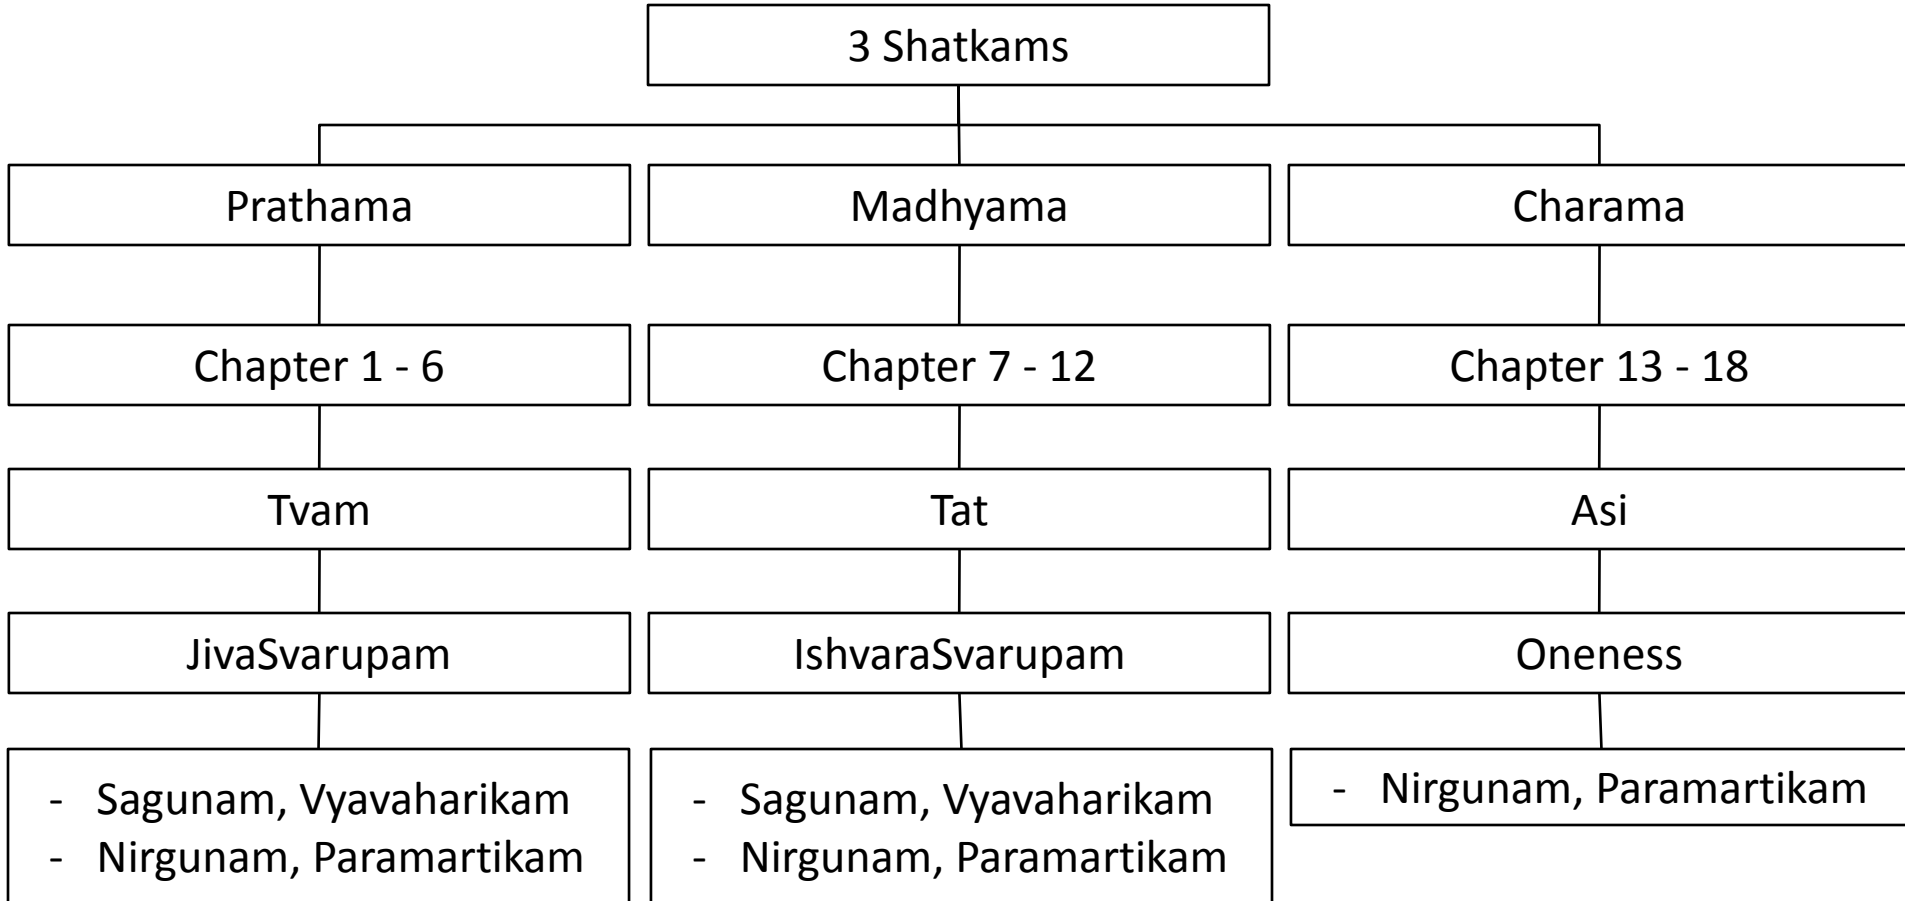 3 Shatkams
Prathama
Madhyama
Charama
Chapter 1 - 6
Chapter 7 - 12
Chapter 13 - 18
Tvam
Tat
Asi
JivaSvarupam
IshvaraSvarupam
Oneness
- Sagunam, Vyavaharikam
- Nirgunam, Paramartikam
- Sagunam, Vyavaharikam
- Nirgunam, Paramartikam
- Nirgunam, Paramartikam